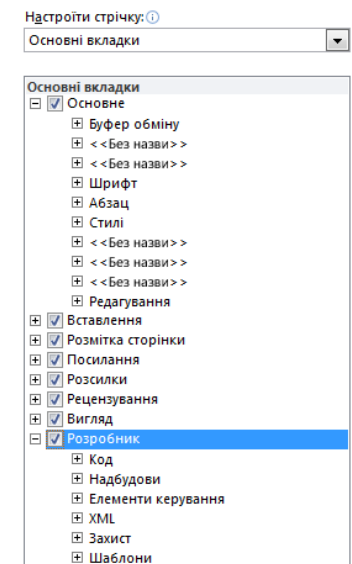 Настроїти стрічку:
Основні вкладки
Основні вкладки
Основне
Буфер обміну
<<Без назви>>
<<Без назви>>
Шрифт
Абзац
Стилі
<<Без назви>>
<<Без назви>>
<<Без назви>>
Редагування
Вставлення
Розмітка сторінки
Посилання
Розсилки
Рецензування
Вигляд
Розробник
Код
Надбудови
Елементи керування
XML
Захист
Шаблони